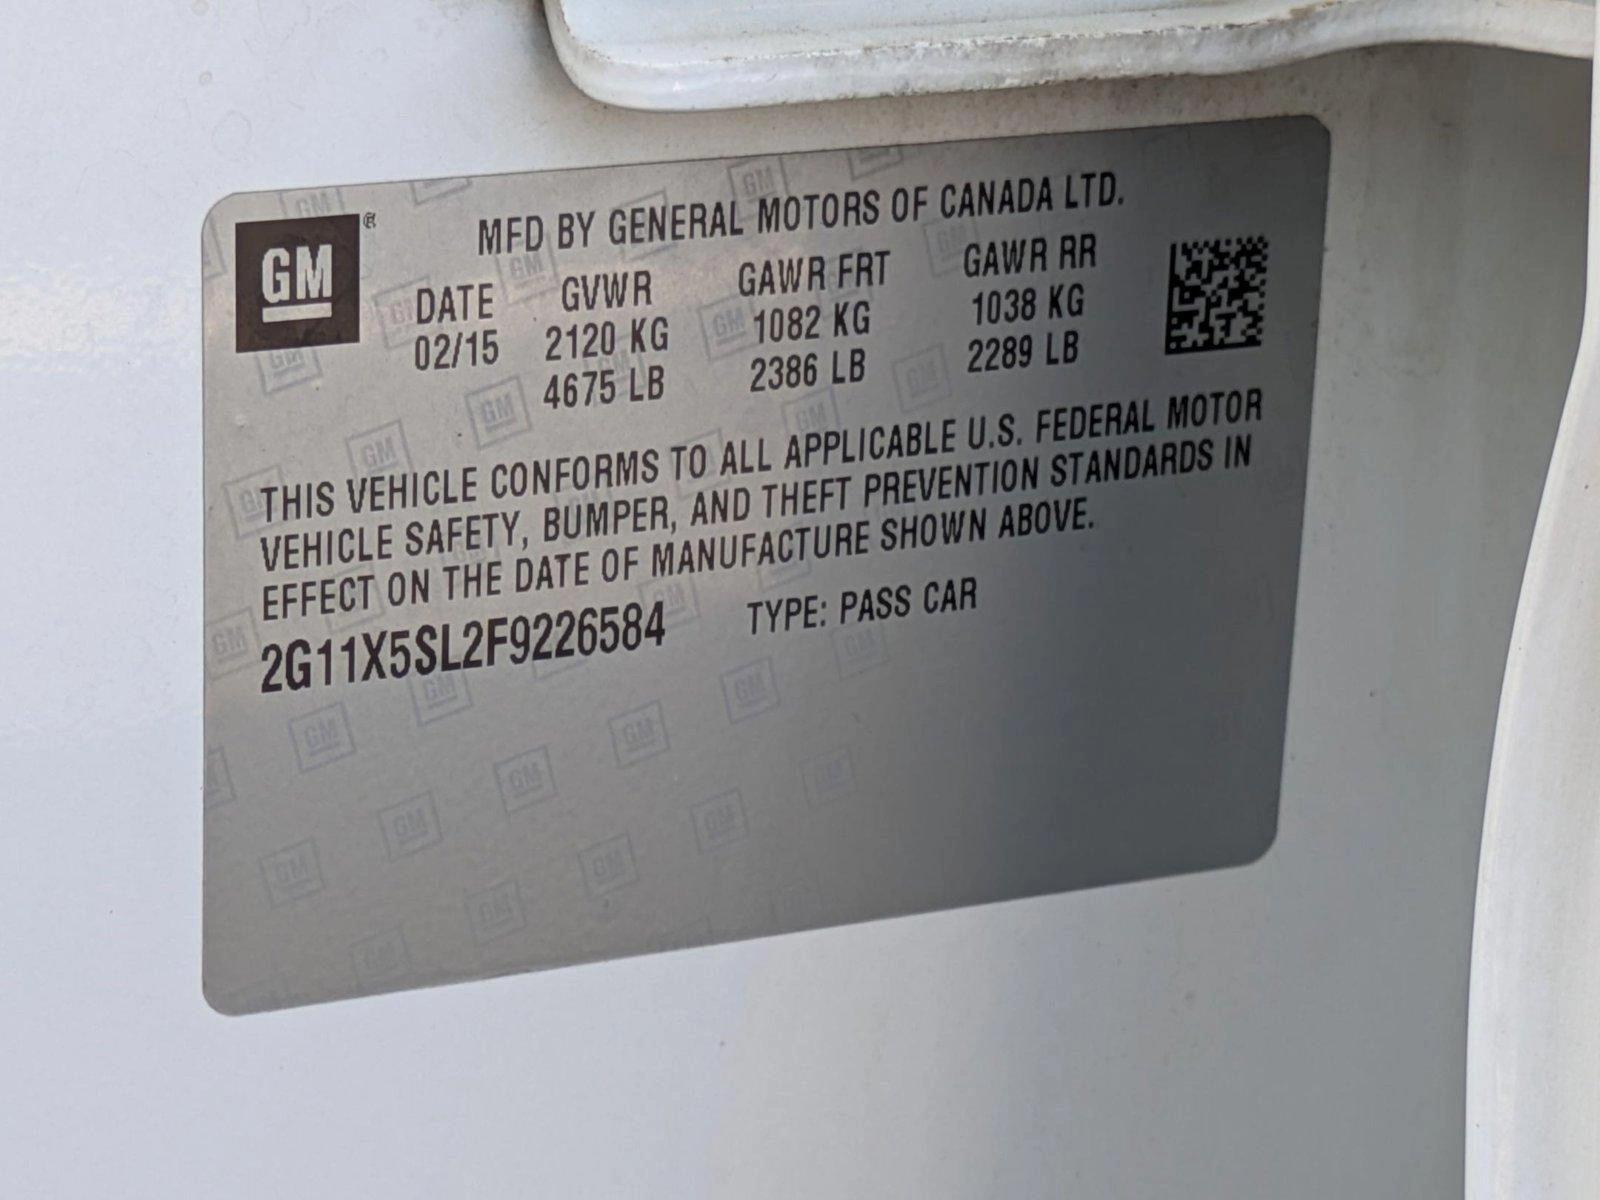 GM ®
MFD BY GENERAL MOTORS OF CANADA LTD.
DATE GVWR GAWR FRT GAWR RR
02/15 2120 KG 1082 KG 1038 KG
4675 LB 2386 LB 2289 LB
THIS VEHICLE CONFORMS TO ALL APPLICABLE U.S. FEDERAL MOTOR
VEHICLE SAFETY, BUMPER, AND THEFT PREVENTION STANDARDS IN
EFFECT ON THE DATE OF MANUFACTURE SHOWN ABOVE.
2G11X5SL2F9226584 TYPE: PASS CAR